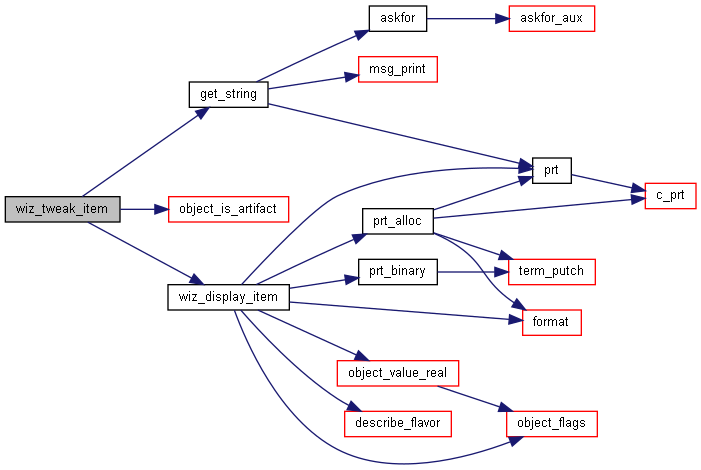 askfor
askfor_aux
msg_print
get_string
prt
c_prt
wiz_tweak_item
object_is_artifact
prt_alloc
prt_binary
term_putch
wiz_display_item
format
object_value_real
describe_flavor
object_flags